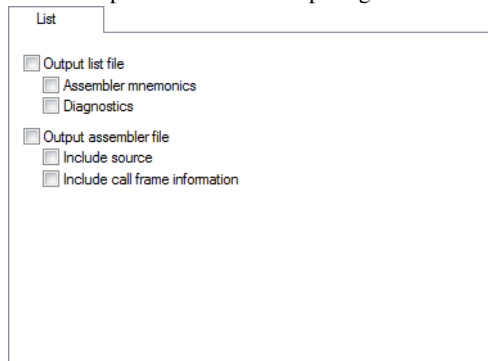 List
Output list file
Assembler mnemonics
Diagnostics
Output assembler file
Include source
Include call frame information